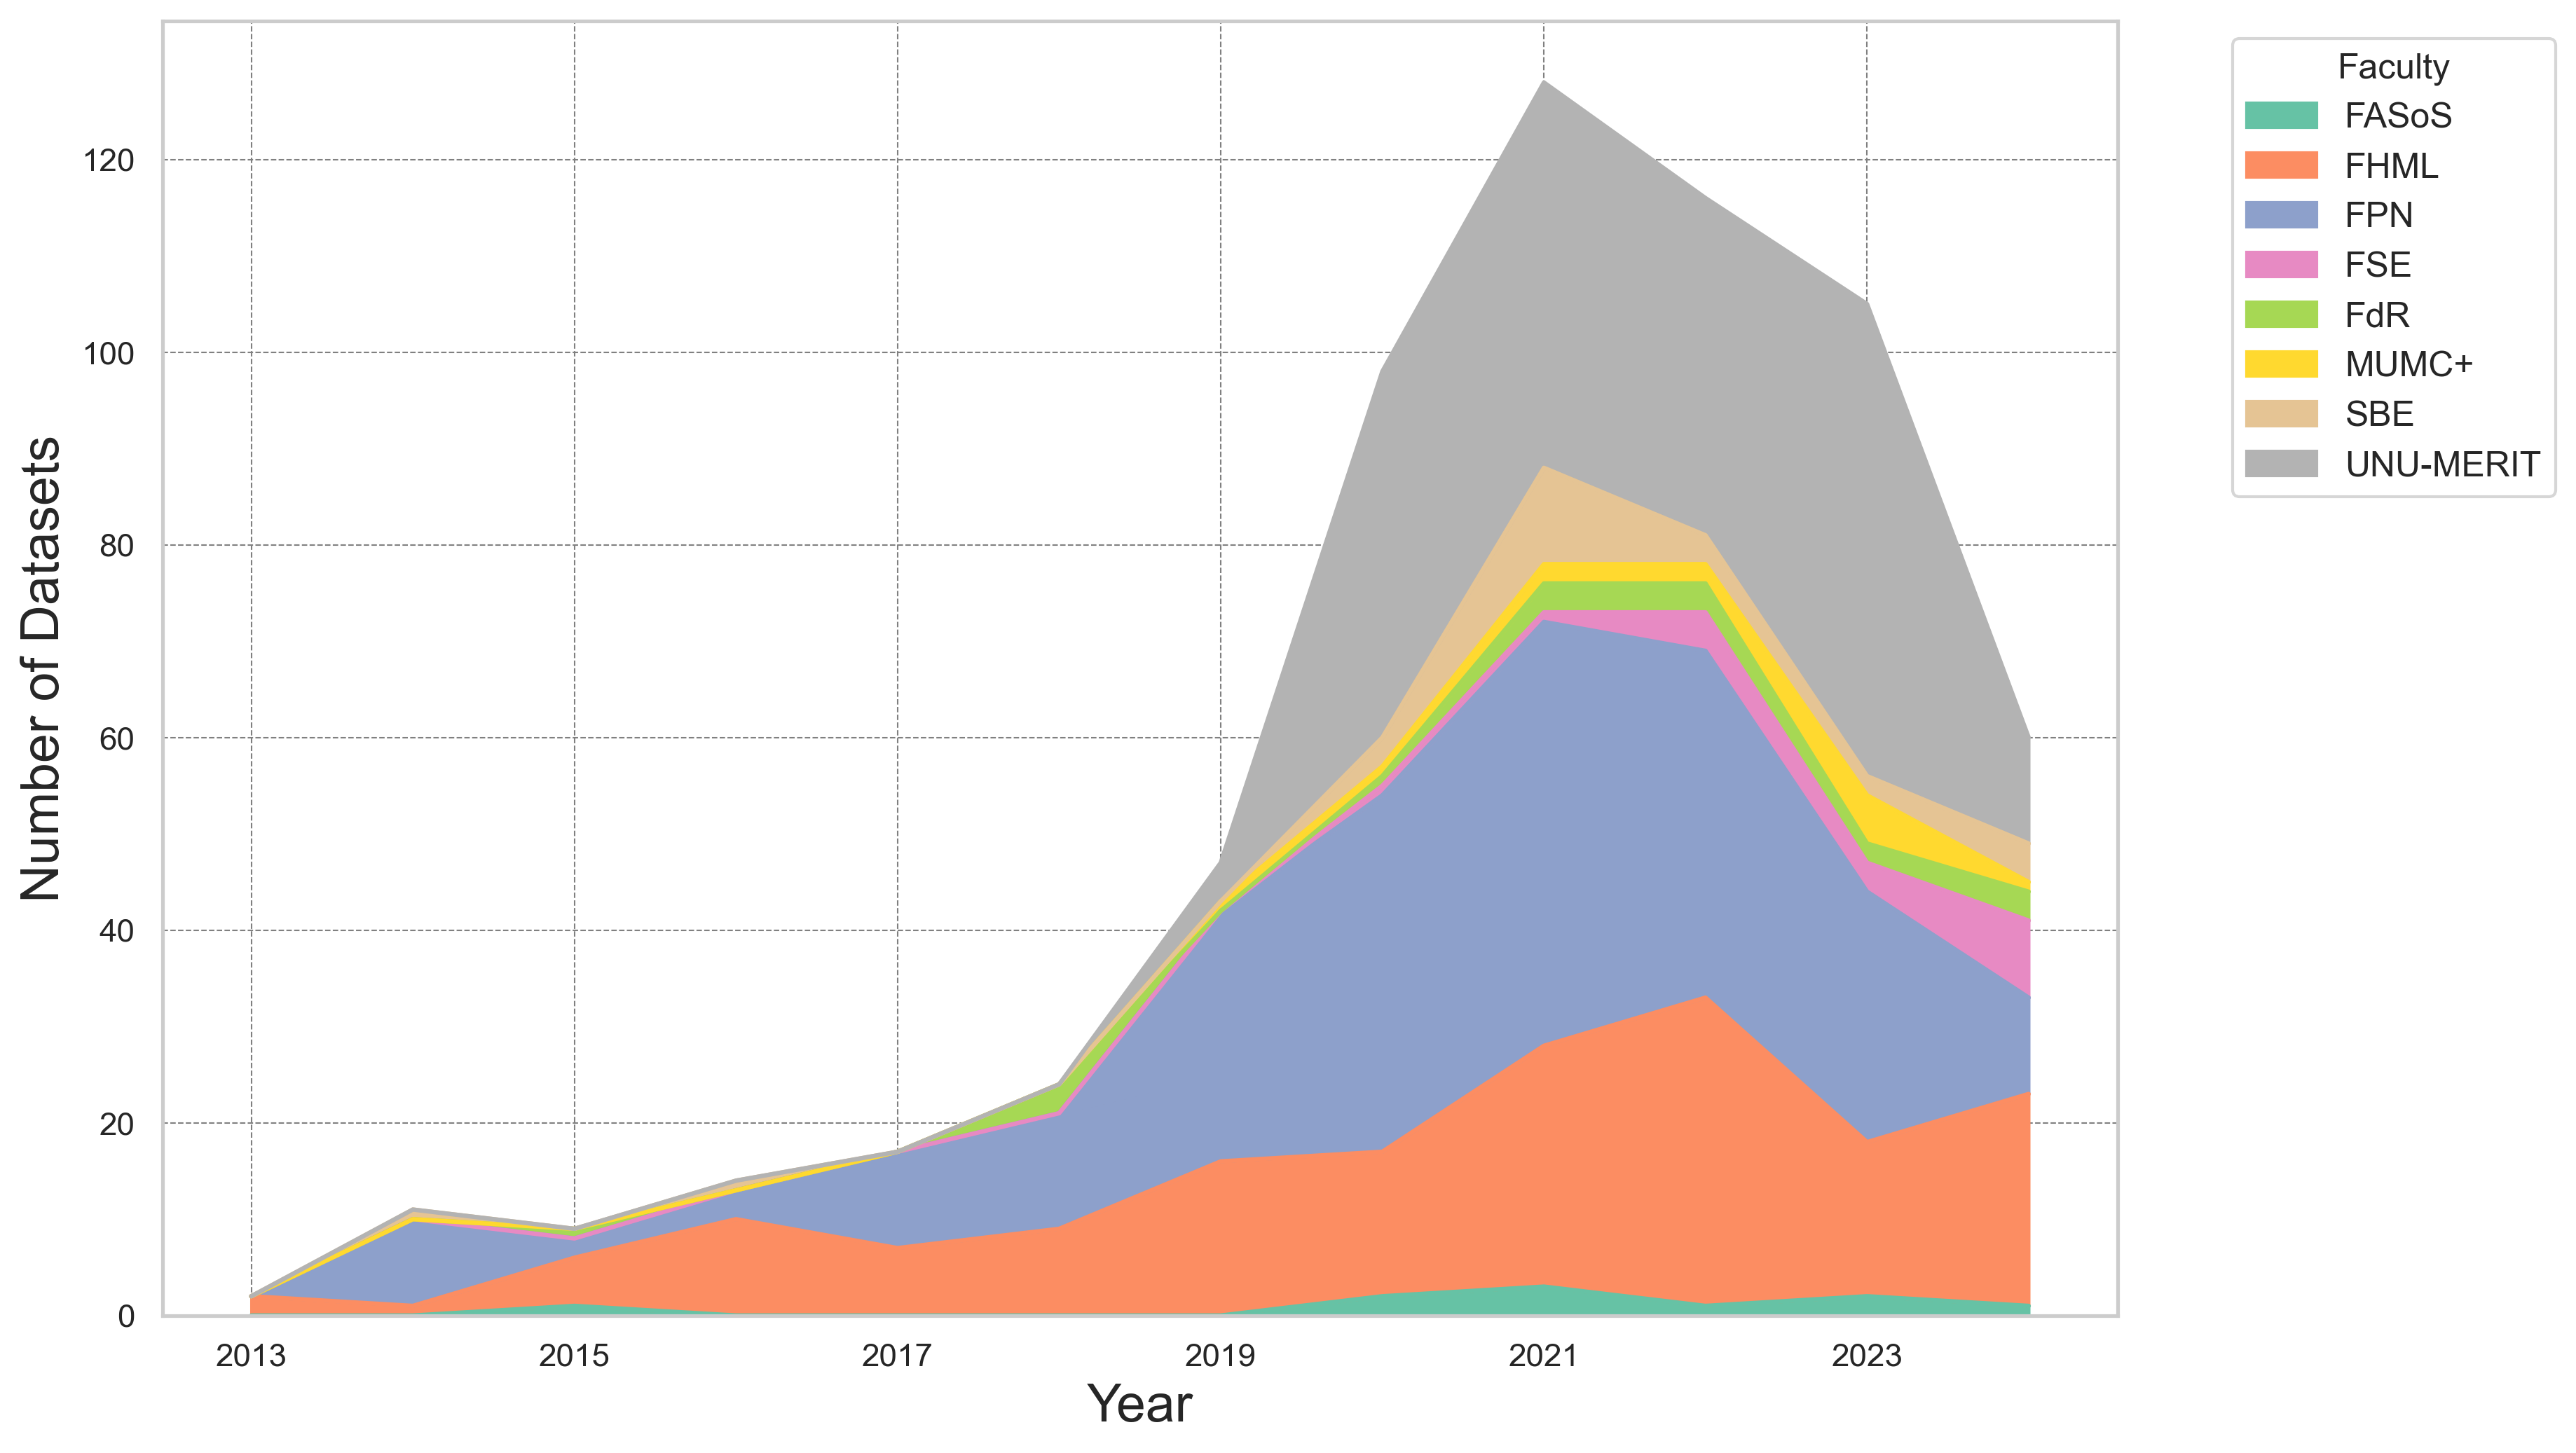 Number of Datasets
120
100
80
60
40
20
0
2013 2015 2017 2019 2021 2023
Year
Faculty
FASoS
FHML
FPN
FSE
FdR
MUMC+
SBE
UNU-MERIT